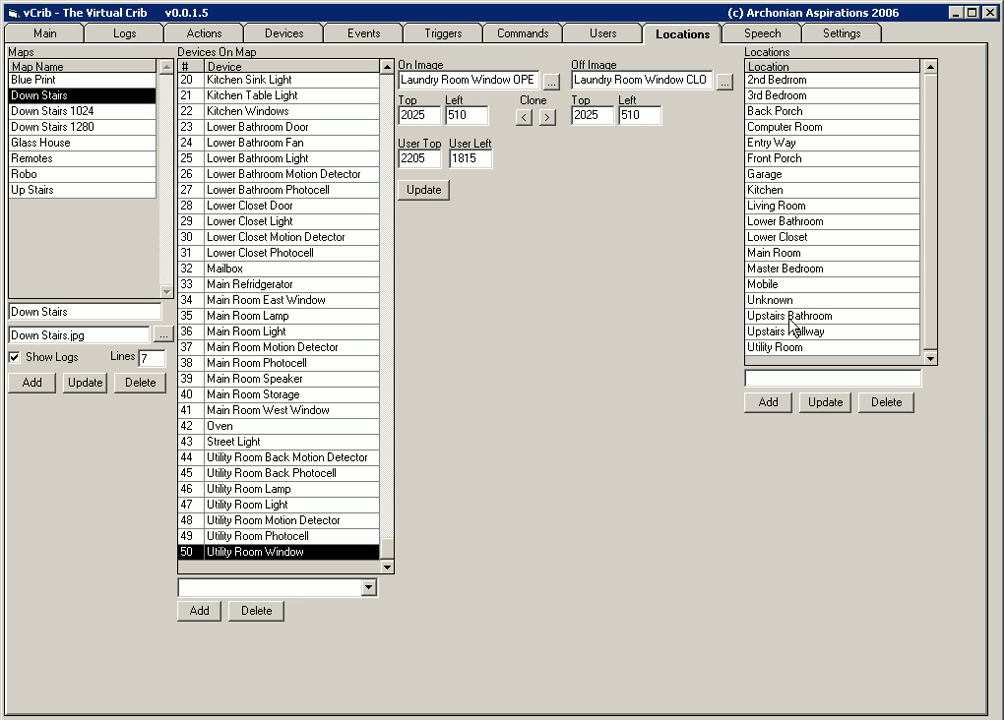 vCrib - The Virtual Crib v0.0.1.5 (c) Archonian Aspirations 2006
Main Logs Actions Devices Events Triggers Commands Users Locations Speech Settings
Maps
Map Name
Blue Print
Down Stairs
Down Stairs 1024
Down Stairs 1280
Glass House
Remotes
Robo
Up Stairs
Down Stairs
Down Stairs.jpg ...
Show Logs Lines 7
Add Update Delete
Devices On Map
# Device
20 Kitchen Sink Light
21 Kitchen Table Light
22 Kitchen Windows
23 Lower Bathroom Door
24 Lower Bathroom Fan
25 Lower Bathroom Light
26 Lower Bathroom Motion Detector
27 Lower Bathroom Photocell
28 Lower Closet Door
29 Lower Closet Light
30 Lower Closet Motion Detector
31 Lower Closet Photocell
32 Mailbox
33 Main Refridgerator
34 Main Room East Window
35 Main Room Lamp
36 Main Room Light
37 Main Room Motion Detector
38 Main Room Photocell
39 Main Room Speaker
40 Main Room Storage
41 Main Room West Window
42 Oven
43 Street Light
44 Utility Room Back Motion Detector
45 Utility Room Back Photocell
46 Utility Room Lamp
47 Utility Room Light
48 Utility Room Motion Detector
49 Utility Room Photocell
50 Utility Room Window
Add Delete
On Image Off Image
Laundry Room Window OPE ... Laundry Room Window CLO ...
Top Left Clone Top Left
2025 510 < > 2025 510
User Top User Left
2205 1815
Update
Locations
Location
2nd Bedrom
3rd Bedroom
Back Porch
Computer Room
Entry Way
Front Porch
Garage
Kitchen
Living Room
Lower Bathroom
Lower Closet
Main Room
Master Bedroom
Mobile
Unknown
Upstairs Bathroom
Upstairs Hallway
Utility Room
Add Update Delete